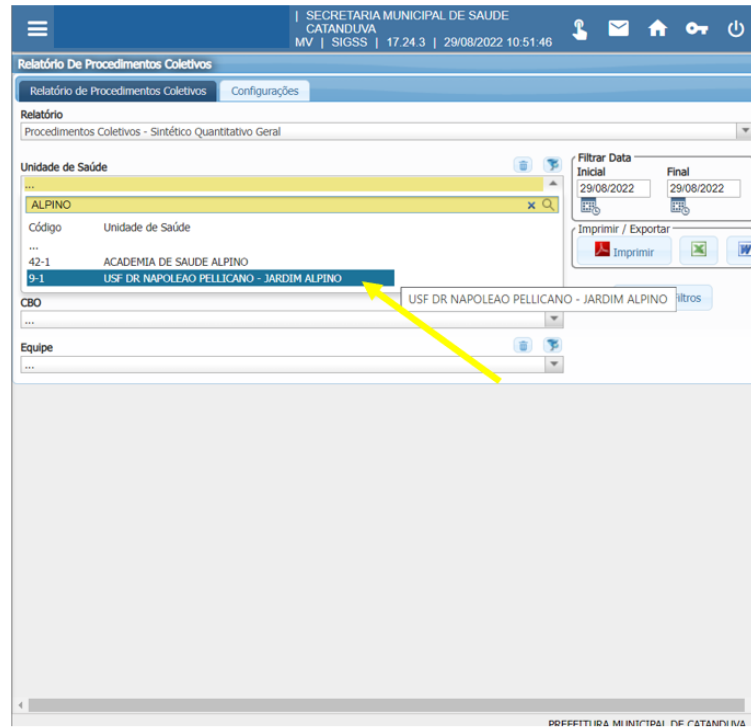 | SECRETARIA MUNICIPAL DE SAUDE
CATANDUVA
MV | SIGSS | 17.24.3 | 29/08/2022 10:51:46
Relatório De Procedimentos Coletivos
Relatório de Procedimentos Coletivos Configurações
Relatório
Procedimentos Coletivos - Sintético Quantitativo Geral
Unidade de Saúde
...
ALPINO
Código Unidade de Saúde
...
42-1 ACADEMIA DE SAUDE ALPINO
9-1 USF DR NAPOLEAO PELLICANO - JARDIM ALPINO
USF DR NAPOLEAO PELLICANO - JARDIM ALPINO
CBO
...
Equipe
...
Filtrar Data
Inicial Final
29/08/2022 29/08/2022
Imprimir / Exportar
Imprimir
iltros
PREFEITURA MUNICIPAL DE CATANDUVA